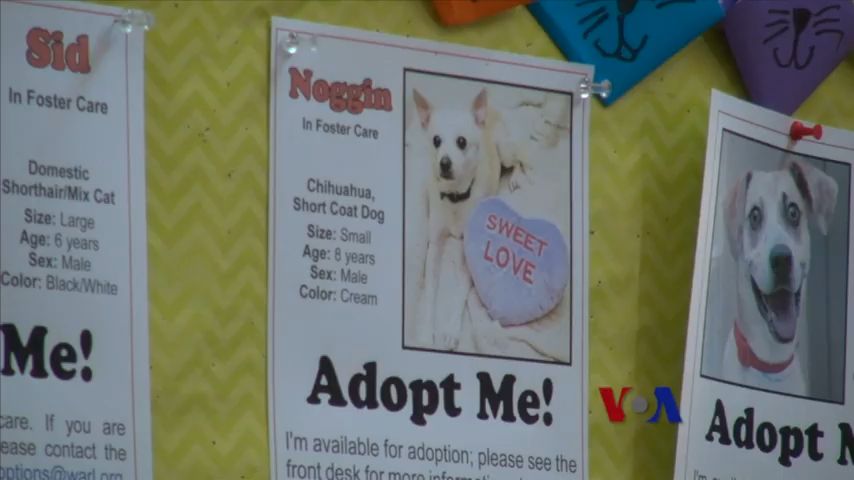 Sid
In Foster Care
Domestic
Shorthair/Mix Cat
Size: Large
Age: 6 years
Sex: Male
Color: Black/White
Me!
care. If you are
ease contact the
options@warl.org
Noggin
In Foster Care
Chihuahua,
Short Coat Dog
Size: Small
Age: 8 years
Sex: Male
Color: Cream
SWEET
LOVE
Adopt Me!
I'm available for adoption; please see the
front desk for more information
VOA
Adopt M